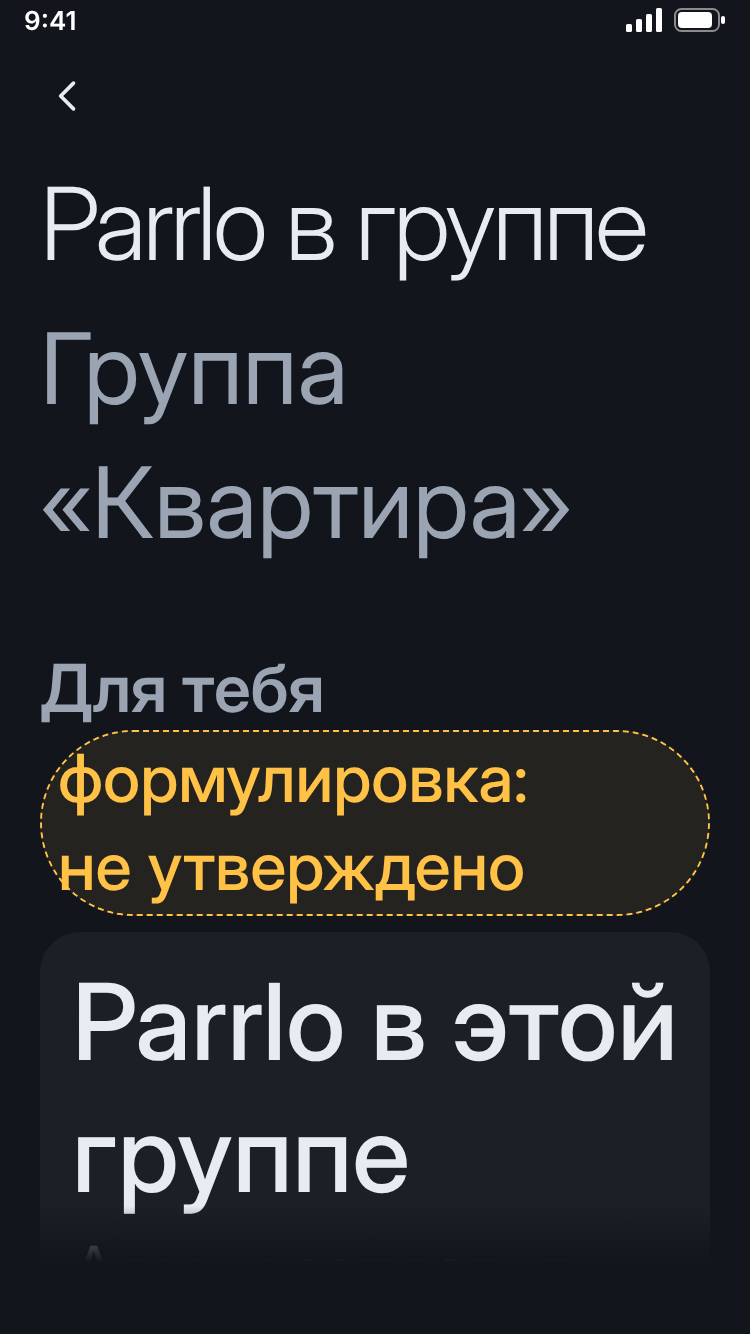 9:41
Parrlo в группе
Группа
«Квартира»
Для тебя
формулировка:
не утверждено
Parrlo в этой
группе